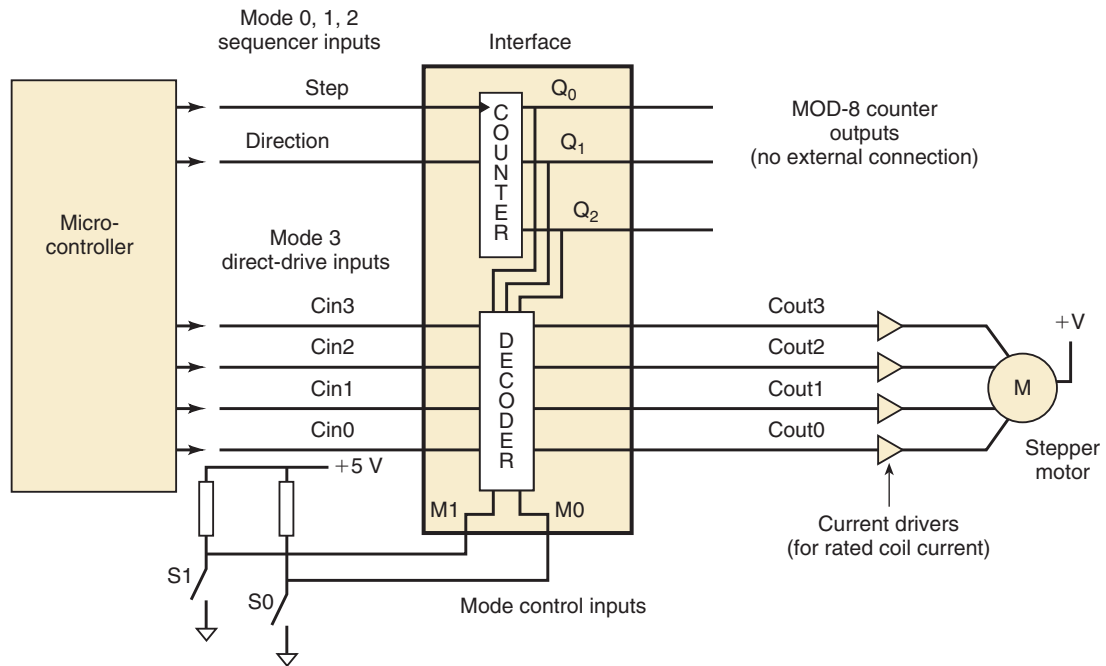 Mode 0, 1, 2
sequencer inputs
Interface
Step
Q0
COUNTER
MOD-8 counter
outputs
(no external connection)
Direction
Q1
Q2
Micro-
controller
Mode 3
direct-drive inputs
Cin3
Cout3
+V
DECODER
Cin2
Cout2
M
Cin1
Cout1
Cin0
Cout0
Stepper
motor
+5 V
M1
M0
Current drivers
(for rated coil current)
S1
S0
Mode control inputs